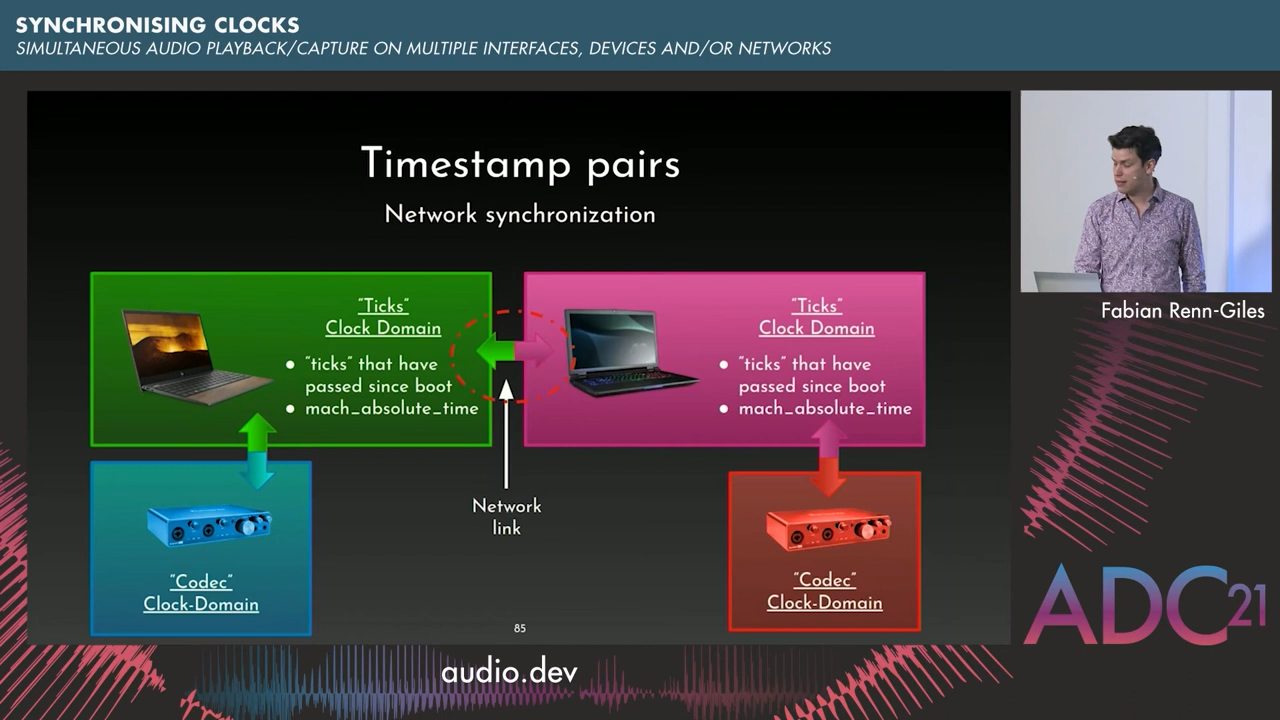 SYNCHRONISING CLOCKS
SIMULTANEOUS AUDIO PLAYBACK/CAPTURE ON MULTIPLE INTERFACES, DEVICES AND/OR NETWORKS
Timestamp pairs
Network synchronization
"Ticks"
Clock Domain
• "ticks" that have
passed since boot
• mach_absolute_time
"Ticks"
Clock Domain
• "ticks" that have
passed since boot
• mach_absolute_time
Network
link
"Codec"
Clock-Domain
"Codec"
Clock-Domain
85
Fabian Renn-Giles
ADC21
audio.dev